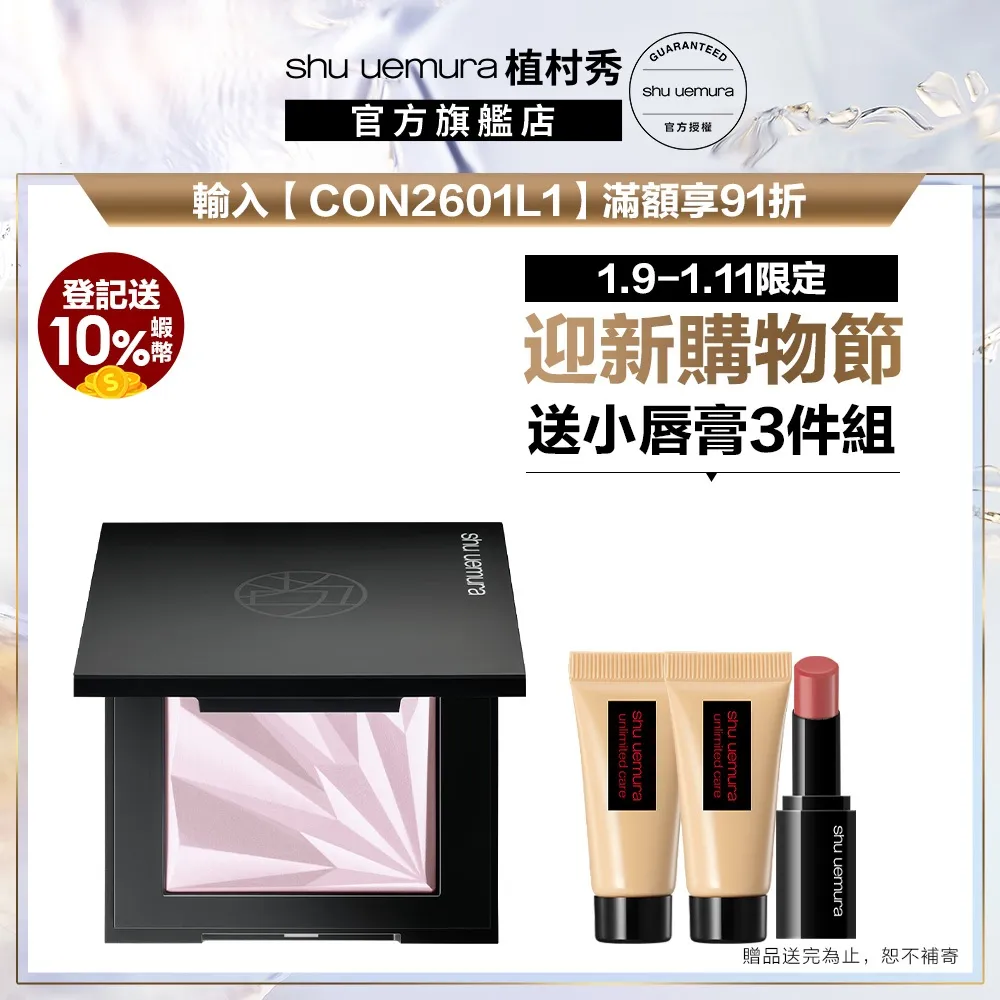 shu uemura 植村秀
官方旗艦店
GUARANTEED
shu uemura
官方授權
輸入【CON2601L1】滿額享91折
登記送
10%蝦幣
S
1.9-1.11限定
迎新購物節
送小唇膏3件組
shu uemura
shu uemura
unlimited care
shu uemura
unlimited care
shu uemura
贈品送完為止，恕不補寄